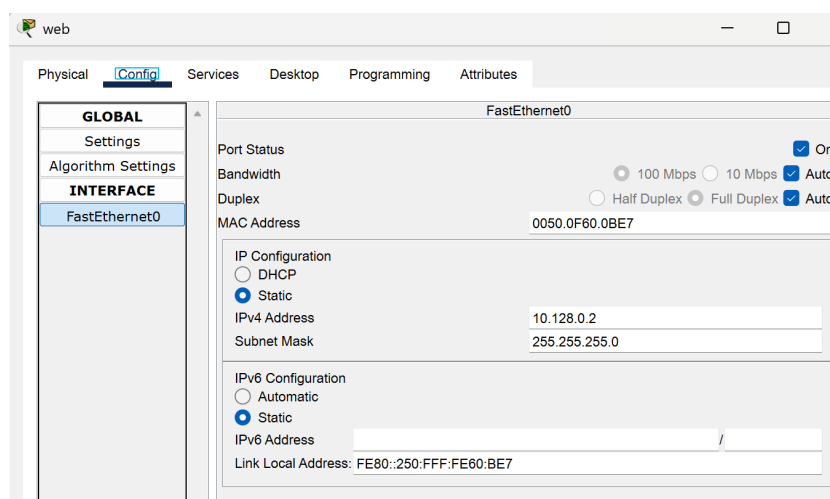 web
Physical Config Services Desktop Programming Attributes
GLOBAL
Settings
Algorithm Settings
INTERFACE
FastEthernet0
FastEthernet0
Port Status On
Bandwidth 100 Mbps 10 Mbps Auto
Duplex Half Duplex Full Duplex Auto
MAC Address 0050.0F60.0BE7
IP Configuration
DHCP
Static
IPv4 Address 10.128.0.2
Subnet Mask 255.255.255.0
IPv6 Configuration
Automatic
Static
IPv6 Address /
Link Local Address: FE80::250:FFF:FE60:BE7